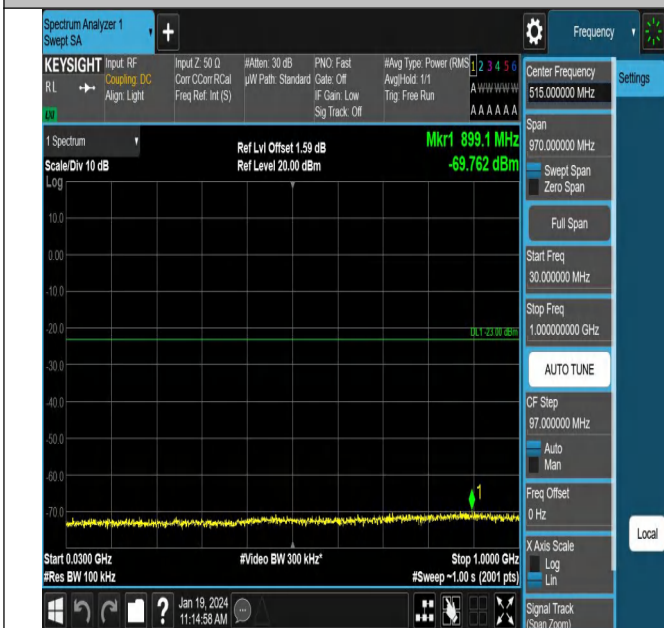 Spectrum Analyzer 1
Swept SA
Frequency
KEYSIGHT
RL
Input: RF
Coupling: DC
Align: Light
Input Z: 50 Ω
Corr CCorr RCal
Freq Ref: Int (S)
#Atten: 30 dB
µW Path: Standard
PNO: Fast
Gate: Off
IF Gain: Low
Sig Track: Off
#Avg Type: Power (RMS)
Avg|Hold: 1/1
Trig: Free Run
1 2 3 4 5 6
A W W W W W
A A A A A A
LXI
1 Spectrum
Scale/Div 10 dB
Log
Ref Lvl Offset 1.59 dB
Ref Level 20.00 dBm
Mkr1 899.1 MHz
-69.762 dBm
10.0
0.00
-10.0
-20.0
-30.0
-40.0
-50.0
-60.0
-70.0
DL1 -23.00 dBm
1
Start 0.0300 GHz
#Res BW 100 kHz
#Video BW 300 kHz*
Stop 1.0000 GHz
#Sweep ~1.00 s (2001 pts)
Jan 19, 2024
11:14:58 AM
Center Frequency
515.000000 MHz
Span
970.000000 MHz
Swept Span
Zero Span
Full Span
Start Freq
30.000000 MHz
Stop Freq
1.000000000 GHz
AUTO TUNE
CF Step
97.000000 MHz
Auto
Man
Freq Offset
0 Hz
X Axis Scale
Log
Lin
Signal Track
(Span Zoom)
Settings
Local